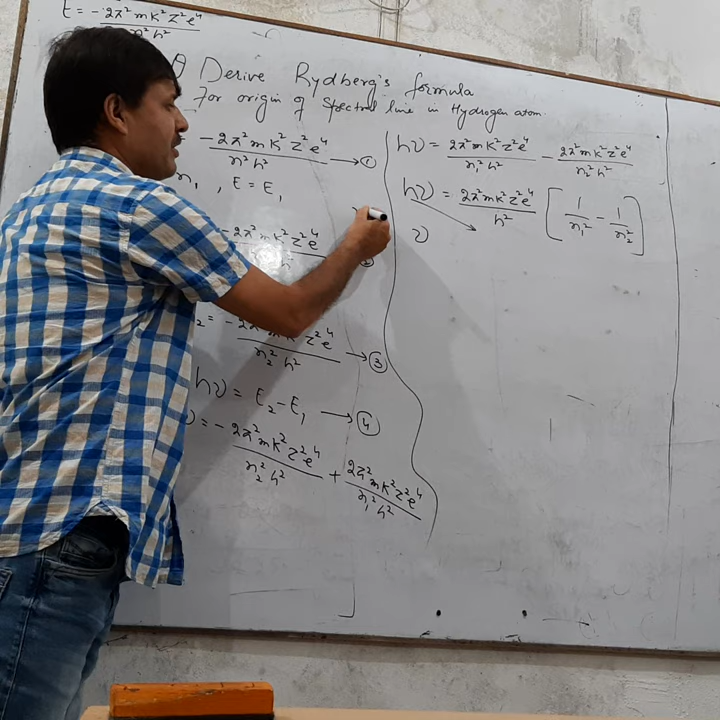 E = -2π²mk²z²e⁴/n²h²
Derive Rydberg's formula
For origin of spectral line in Hydrogen atom.
-2π²mk²z²e⁴/n²h² → ①
n₁, E = E₁
-2π²mk²z²e⁴
②
₂ = -2π²mk²z²e⁴/n₂²h² → ③
hν = E₂-E₁ → ④
= -2π²mk²z²e⁴/n₂²h² + 2π²mk²z²e⁴/n₁²h²
hν = 2π²mk²z²e⁴/n₁²h² - 2π²mk²z²e⁴/n₂²h²
hν = 2π²mk²z²e⁴/h² [1/n₁² - 1/n₂²]
ν